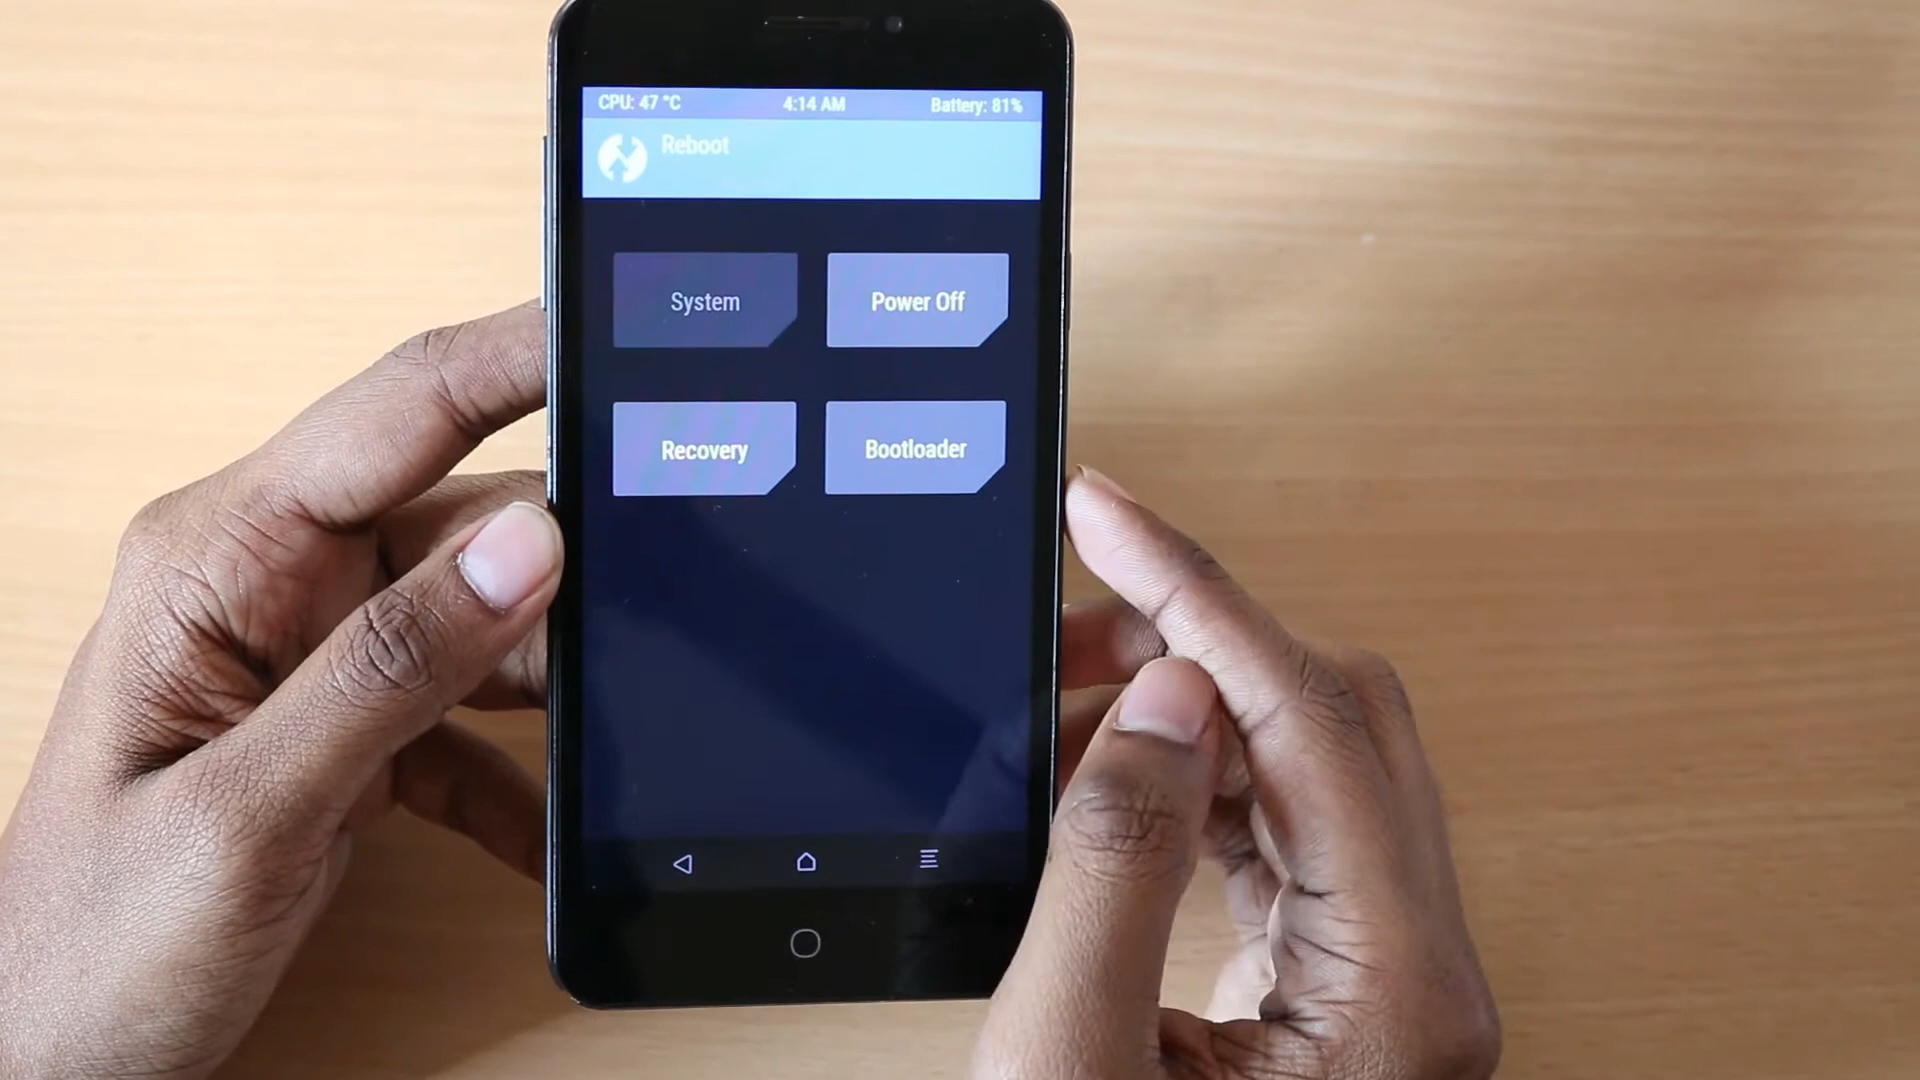 CPU: 47 °C 4:14 AM Battery: 81%
Reboot
System Power Off
Recovery Bootloader